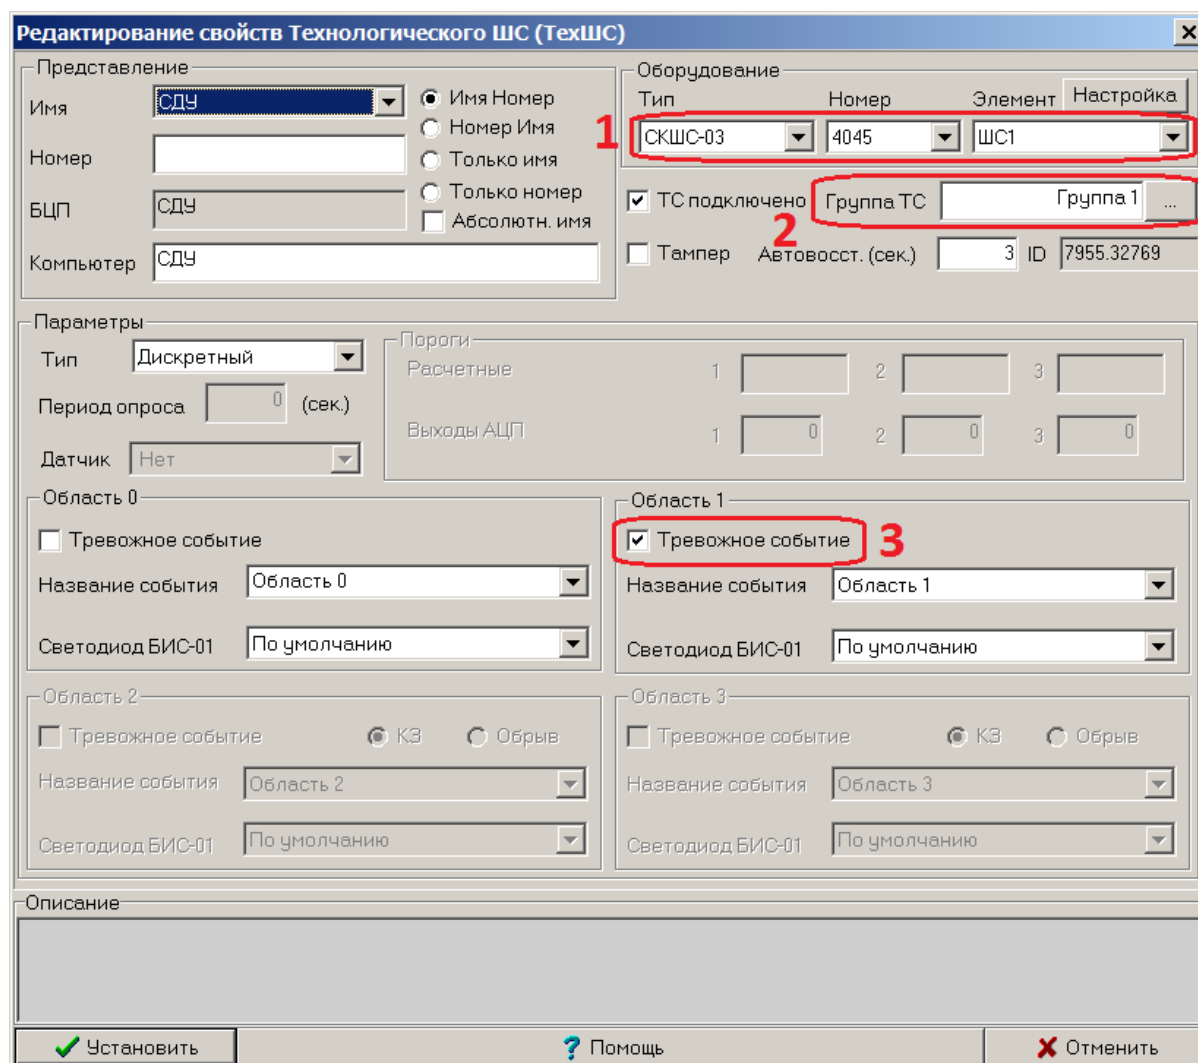 Редактирование свойств Технологического ШС (ТехШС)
Представление
Имя СДУ
Имя Номер
Номер Имя
Только имя
Только номер
Абсолютн. имя
Номер
БЦП СДУ
Компьютер СДУ
Оборудование
Тип Номер Элемент Настройка
1 СКШС-03 4045 ШС1
ТС подключено Группа ТС Группа 1 ...
2
Тампер Автовосст. (сек.) 3 ID 7955.32769
Параметры
Тип Дискретный
Период опроса 0 (сек.)
Датчик Нет
Пороги
Расчетные 1 2 3
Выходы АЦП 1 0 2 0 3 0
Область 0
Тревожное событие
Название события Область 0
Светодиод БИС-01 По умолчанию
Область 1
Тревожное событие 3
Название события Область 1
Светодиод БИС-01 По умолчанию
Область 2
Тревожное событие КЗ Обрыв
Название события Область 2
Светодиод БИС-01 По умолчанию
Область 3
Тревожное событие КЗ Обрыв
Название события Область 3
Светодиод БИС-01 По умолчанию
Описание
Установить ? Помощь Отменить